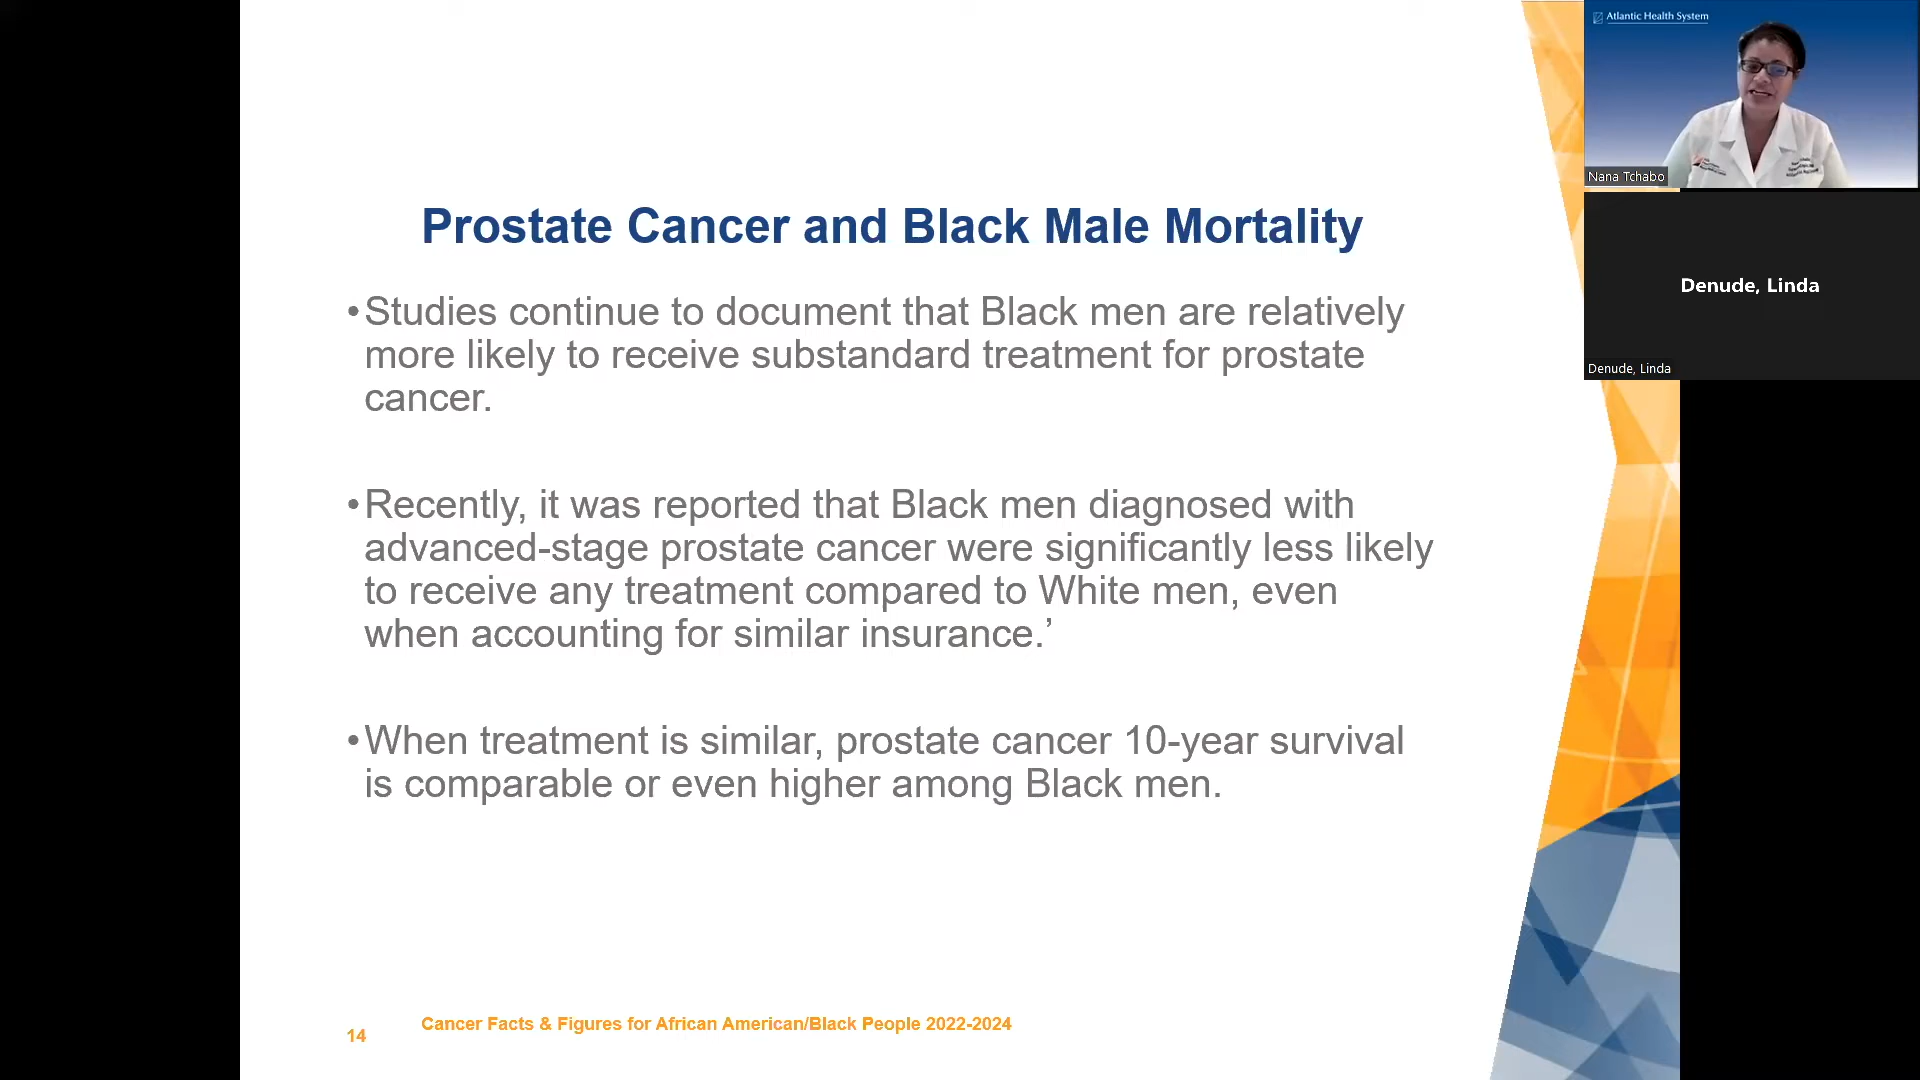 Prostate Cancer and Black Male Mortality
•Studies continue to document that Black men are relatively
more likely to receive substandard treatment for prostate
cancer.
•Recently, it was reported that Black men diagnosed with
advanced-stage prostate cancer were significantly less likely
to receive any treatment compared to White men, even
when accounting for similar insurance.’
•When treatment is similar, prostate cancer 10-year survival
is comparable or even higher among Black men.
Cancer Facts & Figures for African American/Black People 2022-2024
14
Atlantic Health System
Nana Tchabo
Denude, Linda
Denude, Linda